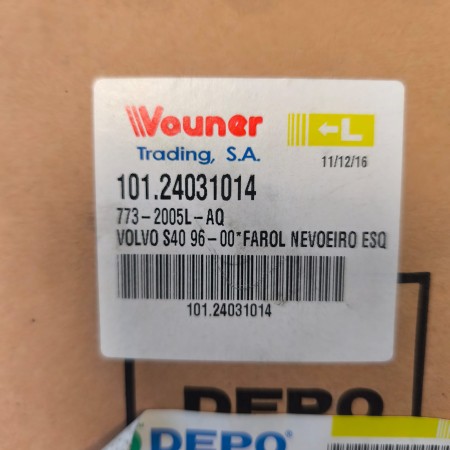 Vouner
←L
Trading, S.A.
11/12/16
101.24031014
773-2005L-AQ
VOLVO S40 96-00*FAROL NEVOEIRO ESQ
101.24031014
DEPO
DEPO®